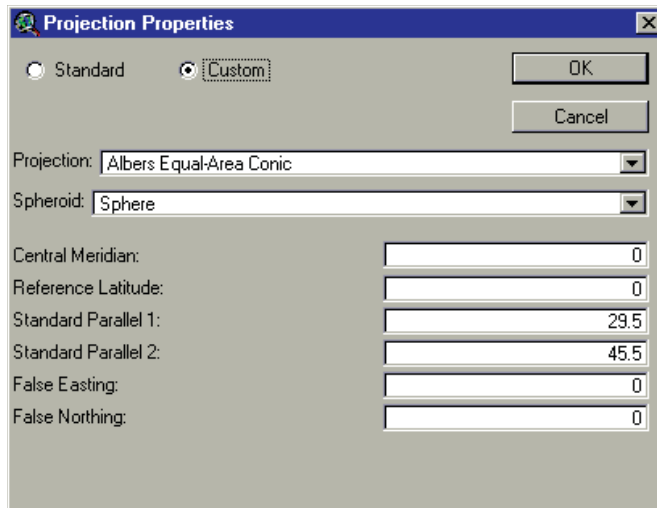 Projection Properties
Standard Custom OK
Cancel
Projection: Albers Equal-Area Conic
Spheroid: Sphere
Central Meridian: 0
Reference Latitude: 0
Standard Parallel 1: 29.5
Standard Parallel 2: 45.5
False Easting: 0
False Northing: 0